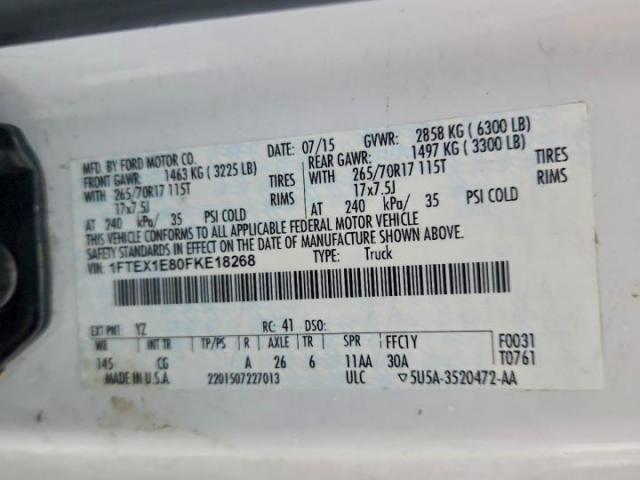 MFD. BY FORD MOTOR CO. DATE: 07/15 GVWR: 2858 KG ( 6300 LB)
FRONT GAWR: 1463 KG ( 3225 LB) REAR GAWR: 1497 KG ( 3300 LB)
WITH 265/70R17 115T TIRES WITH 265/70R17 115T TIRES
17x7.5J RIMS 17x7.5J RIMS
AT 240 kPa/ 35 PSI COLD AT 240 kPa/ 35 PSI COLD
THIS VEHICLE CONFORMS TO ALL APPLICABLE FEDERAL MOTOR VEHICLE
SAFETY STANDARDS IN EFFECT ON THE DATE OF MANUFACTURE SHOWN ABOVE.
VIN: 1FTEX1E80FKE18268 TYPE: Truck
EXT PNT: YZ RC: 41 DSO:
WB INT TR TP/PS R AXLE TR SPR FFC1Y F0031
145 CG A 26 6 11AA 30A T0761
MADE IN U.S.A. 2201507227013 ULC ▽5U5A-3520472-AA